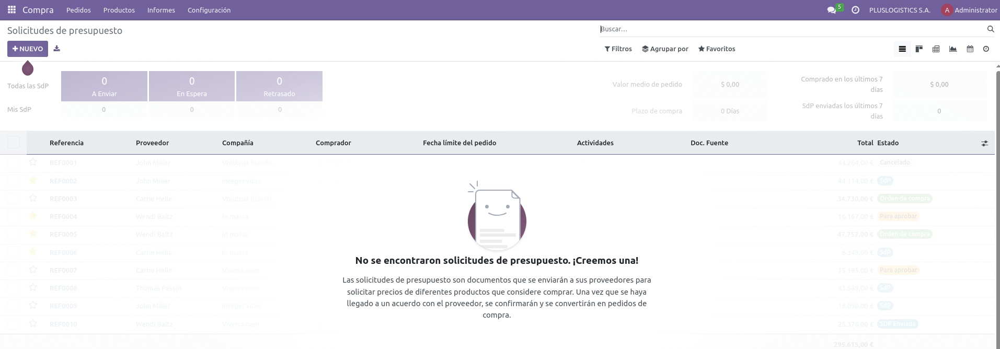 Compra Pedidos Productos Informes Configuración 5 PLUSLOGISTICS S.A. A Administrator
Solicitudes de presupuesto
Buscar...
NUEVO
Filtros Agrupar por Favoritos
Todas las SdP
0 A Enviar
0 En Espera
0 Retrasado
Mis SdP 0 0 0
Valor medio de pedido $ 0,00
Comprado en los últimos 7 días $ 0,00
Plazo de compra 0 Días
SdP enviadas los últimos 7 días 0
Referencia Proveedor Compañía Comprador Fecha límite del pedido Actividades Doc. Fuente Total Estado
REF0001 John Miller Volutpat blandit 44.264,00 € Cancelado
REF0002 John Miller Integer vitae 44.114,00 € SdP
REF0003 Carrie Helle Volutpat blandit 34.730,00 € Orden de compra
REF0004 Wendi Baltz In massa 16.167,00 € Para aprobar
REF0005 Wendi Baltz In massa 47.752,00 € Orden de compra
REF0006 Carrie Helle In massa 6.348,00 € SdP
REF0007 Carrie Helle Viverra nam 15.185,00 € Para aprobar
REF0008 Thomas Passot Viverra nam 43.589,00 € SdP
REF0009 John Miller Integer vitae 18.090,00 € SdP
REF0010 Wendi Baltz Viverra nam 25.376,00 € SDP Enviada
295.615,00 €
No se encontraron solicitudes de presupuesto. ¡Creemos una!
Las solicitudes de presupuesto son documentos que se enviarán a sus proveedores para
solicitar precios de diferentes productos que considere comprar. Una vez que se haya
llegado a un acuerdo con el proveedor, se confirmarán y se convertirán en pedidos de
compra.